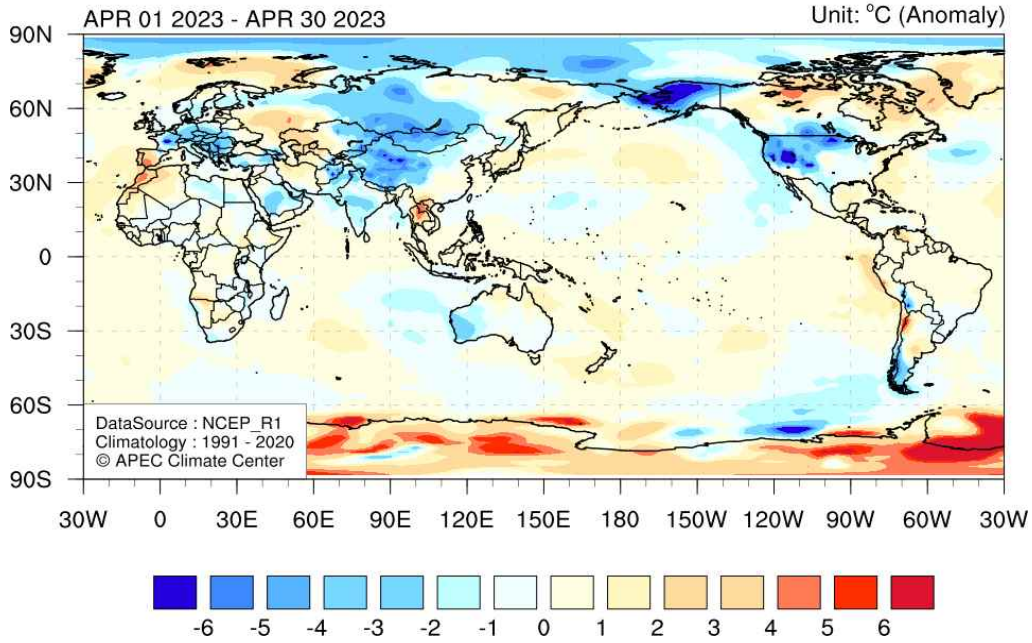 APR 01 2023 - APR 30 2023
Unit: °C (Anomaly)
90N
60N
30N
0
30S
60S
90S
DataSource : NCEP_R1
Climatology : 1991 - 2020
© APEC Climate Center
30W 0 30E 60E 90E 120E 150E 180 150W 120W 90W 60W 30W
-6 -5 -4 -3 -2 -1 0 1 2 3 4 5 6